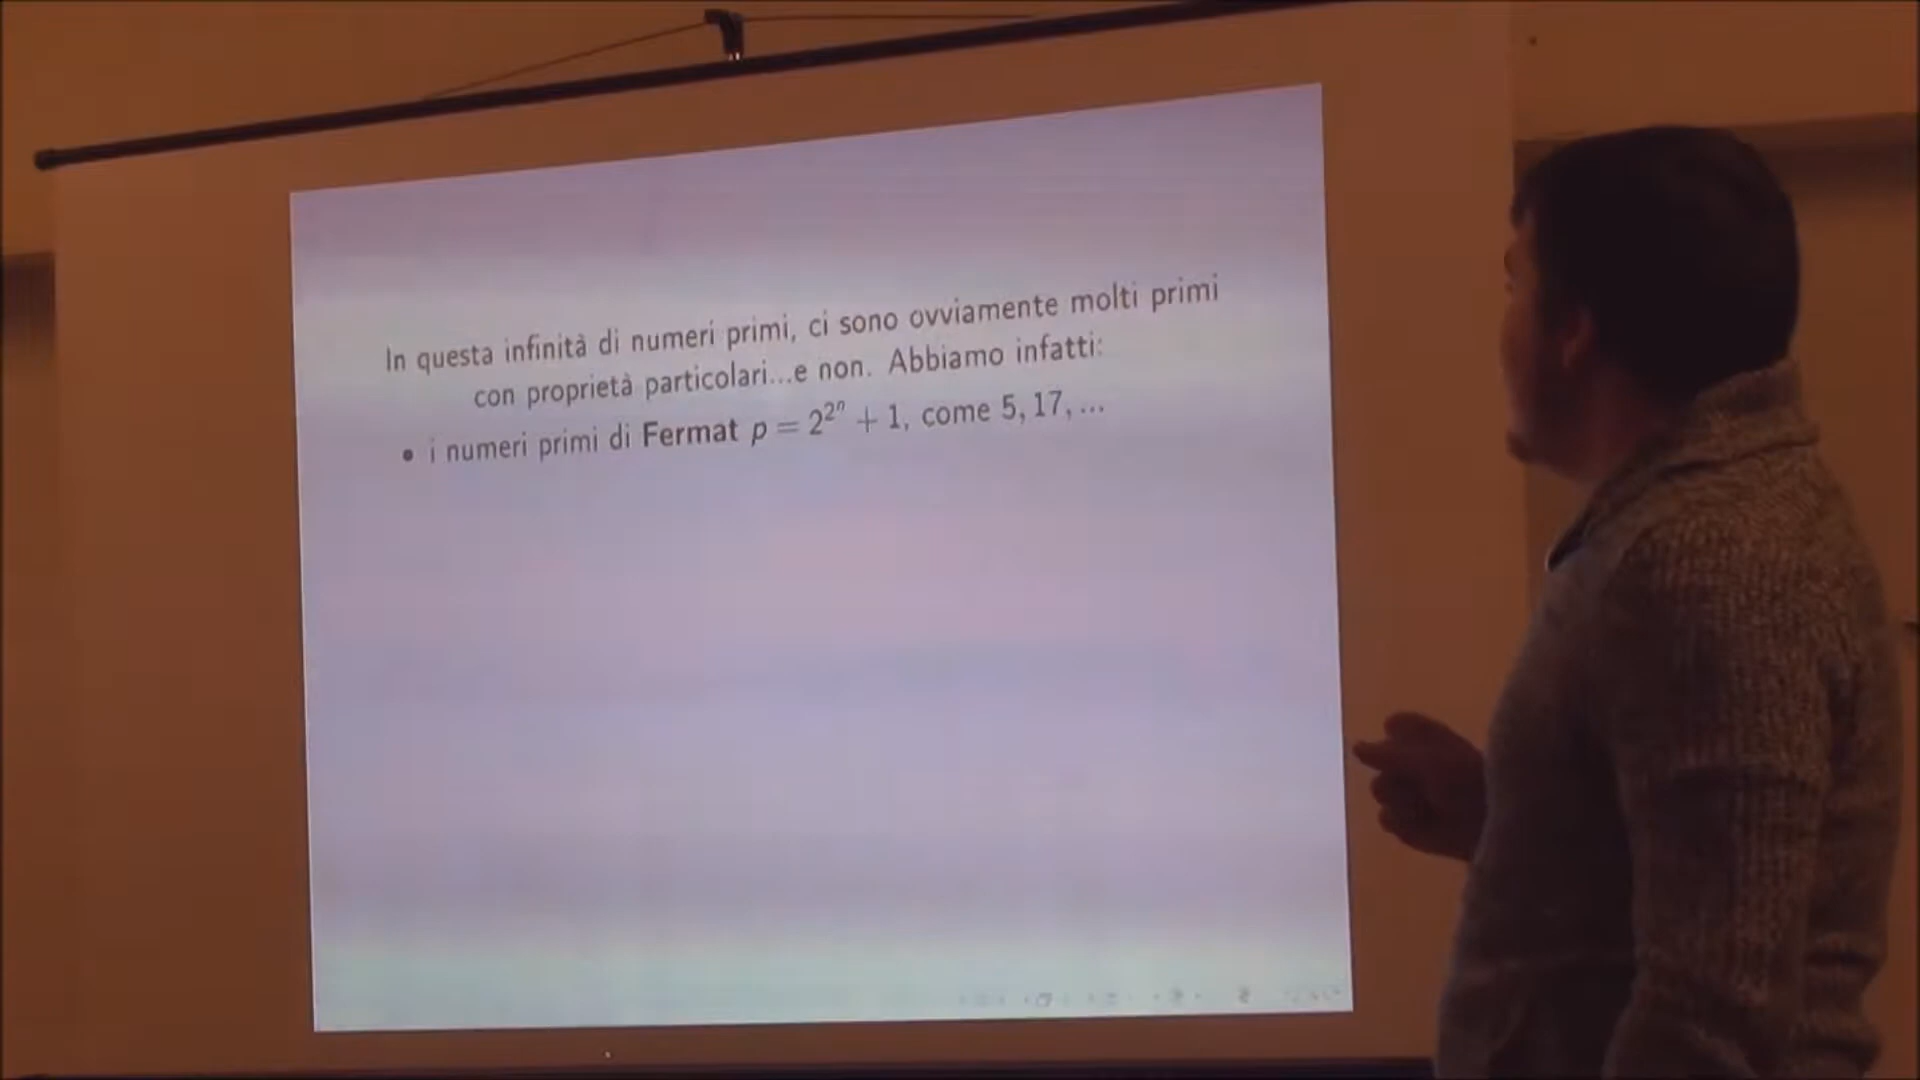 In questa infinità di numeri primi, ci sono ovviamente molti primi
con proprietà particolari...e non. Abbiamo infatti:
• i numeri primi di Fermat p = 2^{2^n} + 1, come 5, 17, ...